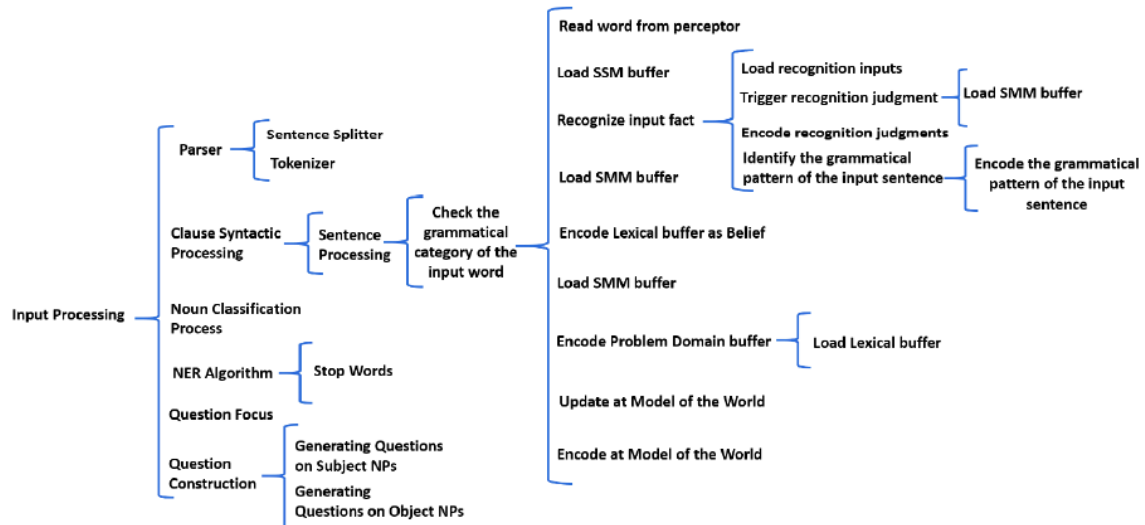 Input Processing
Parser
Sentence Splitter
Tokenizer
Clause Syntactic
Processing
Sentence
Processing
Check the
grammatical
category of the
input word
Read word from perceptor
Load SSM buffer
Recognize input fact
Load recognition inputs
Trigger recognition judgment
Load SMM buffer
Encode recognition judgments
Identify the grammatical
pattern of the input sentence
Encode the grammatical
pattern of the input
sentence
Load SMM buffer
Encode Lexical buffer as Belief
Load SMM buffer
Encode Problem Domain buffer
Load Lexical buffer
Update at Model of the World
Encode at Model of the World
Noun Classification
Process
NER Algorithm
Stop Words
Question Focus
Question
Construction
Generating Questions
on Subject NPs
Generating
Questions on Object NPs